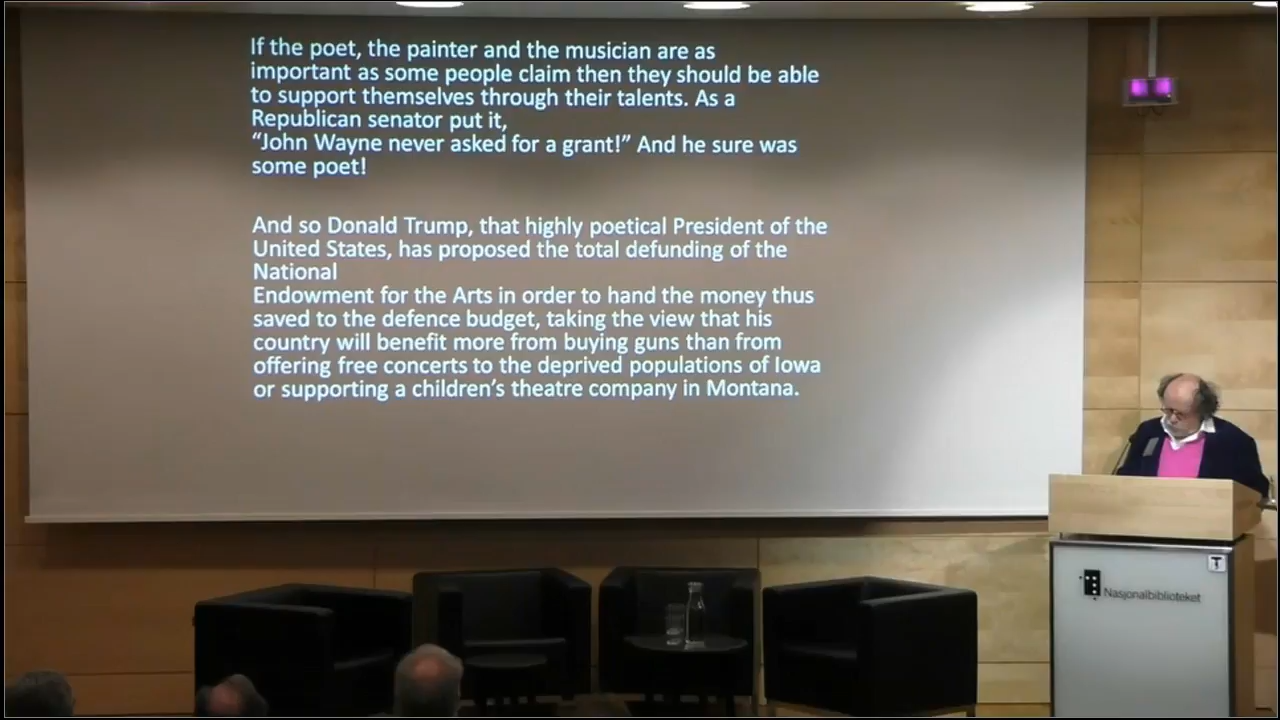 If the poet, the painter and the musician are as
important as some people claim then they should be able
to support themselves through their talents. As a
Republican senator put it,
“John Wayne never asked for a grant!” And he sure was
some poet!
And so Donald Trump, that highly poetical President of the
United States, has proposed the total defunding of the
National
Endowment for the Arts in order to hand the money thus
saved to the defence budget, taking the view that his
country will benefit more from buying guns than from
offering free concerts to the deprived populations of Iowa
or supporting a children’s theatre company in Montana.
T
Nasjonalbiblioteket